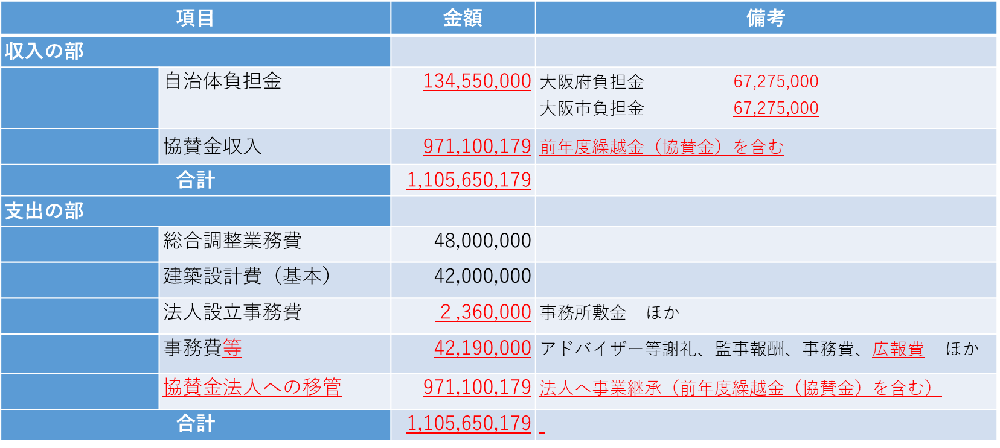 項目 金額 備考
収入の部
自治体負担金 134,550,000 大阪府負担金 67,275,000
大阪市負担金 67,275,000
協賛金収入 971,100,179 前年度繰越金（協賛金）を含む
合計 1,105,650,179
支出の部
総合調整業務費 48,000,000
建築設計費（基本） 42,000,000
法人設立事務費 ２,360,000 事務所敷金　ほか
事務費等 42,190,000 アドバイザー等謝礼、監事報酬、事務費、広報費　ほか
協賛金法人への移管 971,100,179 法人へ事業継承（前年度繰越金（協賛金）を含む）
合計 1,105,650,179